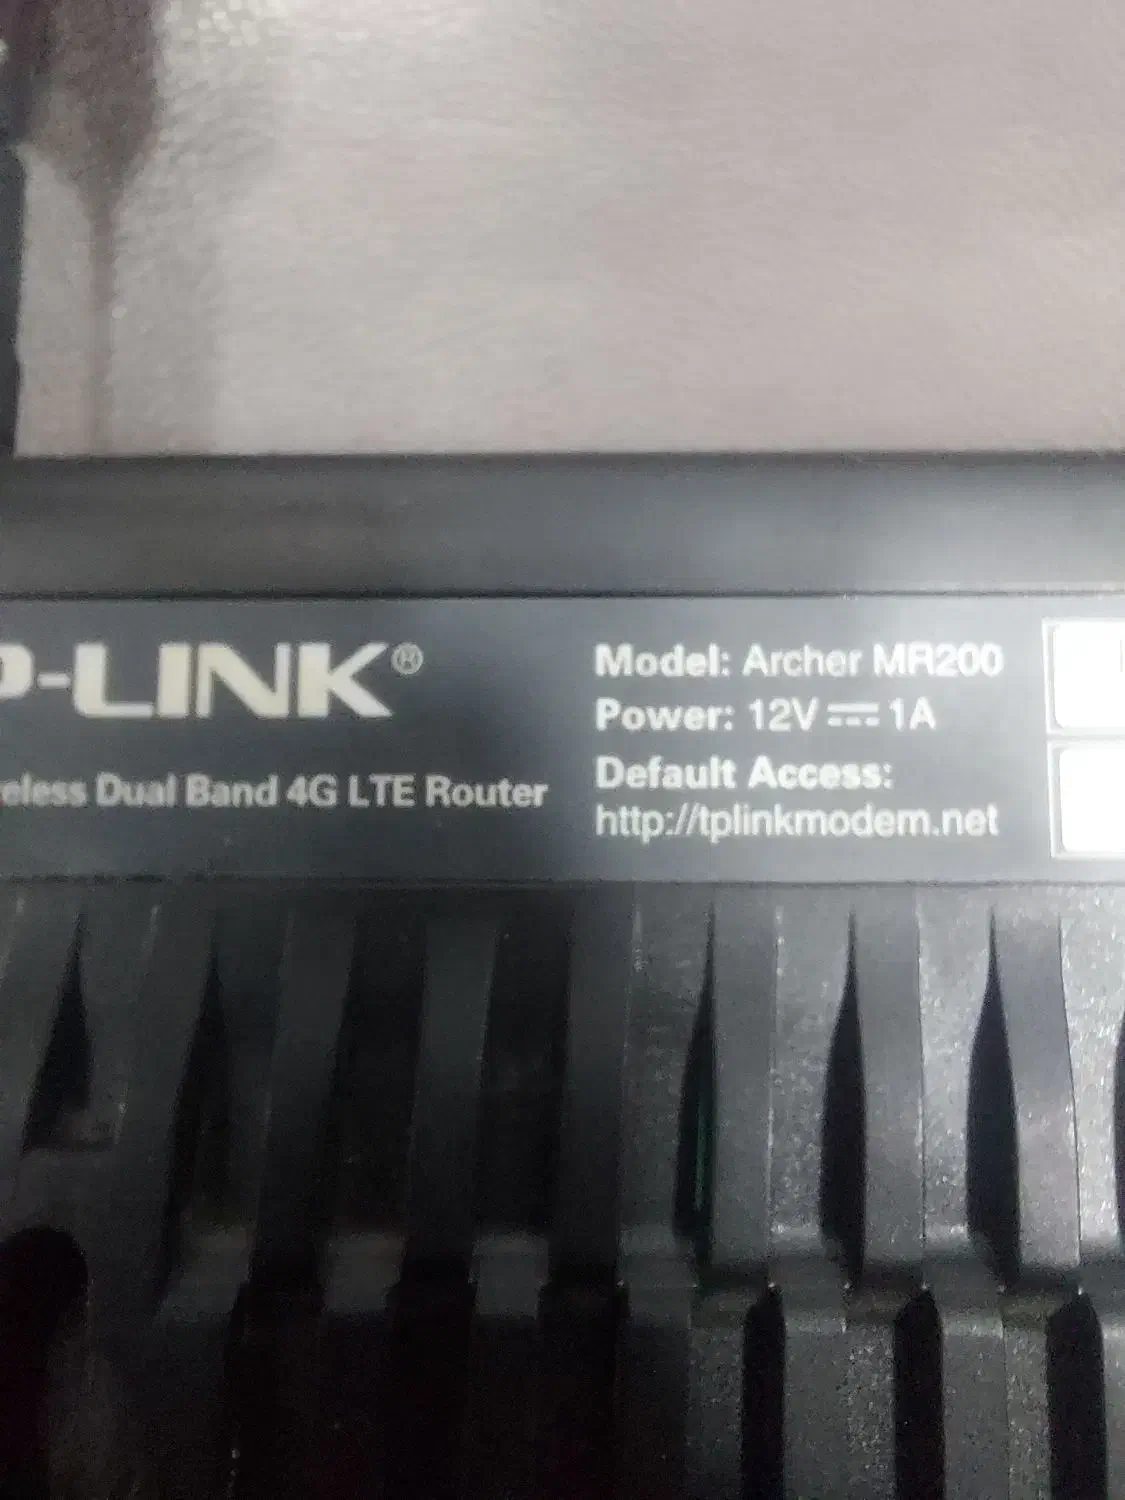 P-LINK®
eless Dual Band 4G LTE Router
Model: Archer MR200
Power: 12V ⎓ 1A
Default Access:
http://tplinkmodem.net